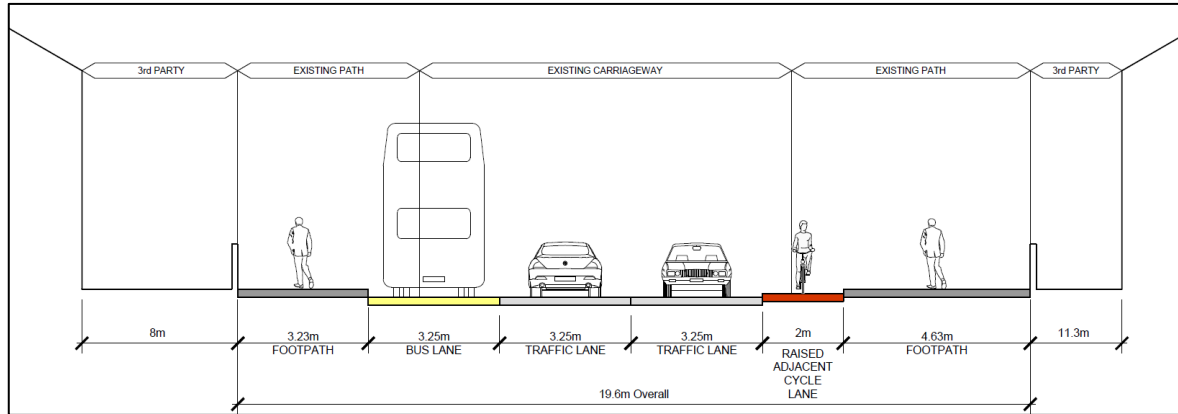 3rd PARTY
EXISTING PATH
EXISTING CARRIAGEWAY
EXISTING PATH
3rd PARTY
8m
3.23m
FOOTPATH
3.25m
BUS LANE
3.25m
TRAFFIC LANE
3.25m
TRAFFIC LANE
2m
RAISED
ADJACENT
CYCLE
LANE
4.63m
FOOTPATH
11.3m
19.6m Overall